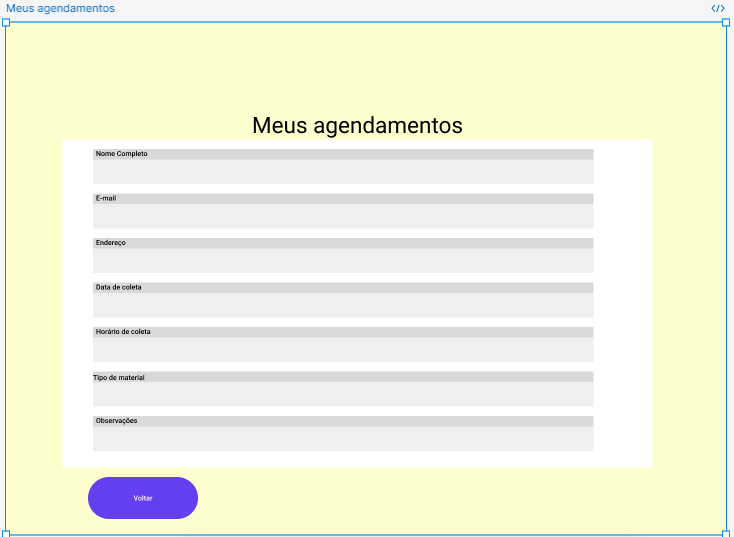 Meus agendamentos
Meus agendamentos
Nome Completo
E-mail
Endereço
Data de coleta
Horário de coleta
Tipo de material
Observações
Voltar